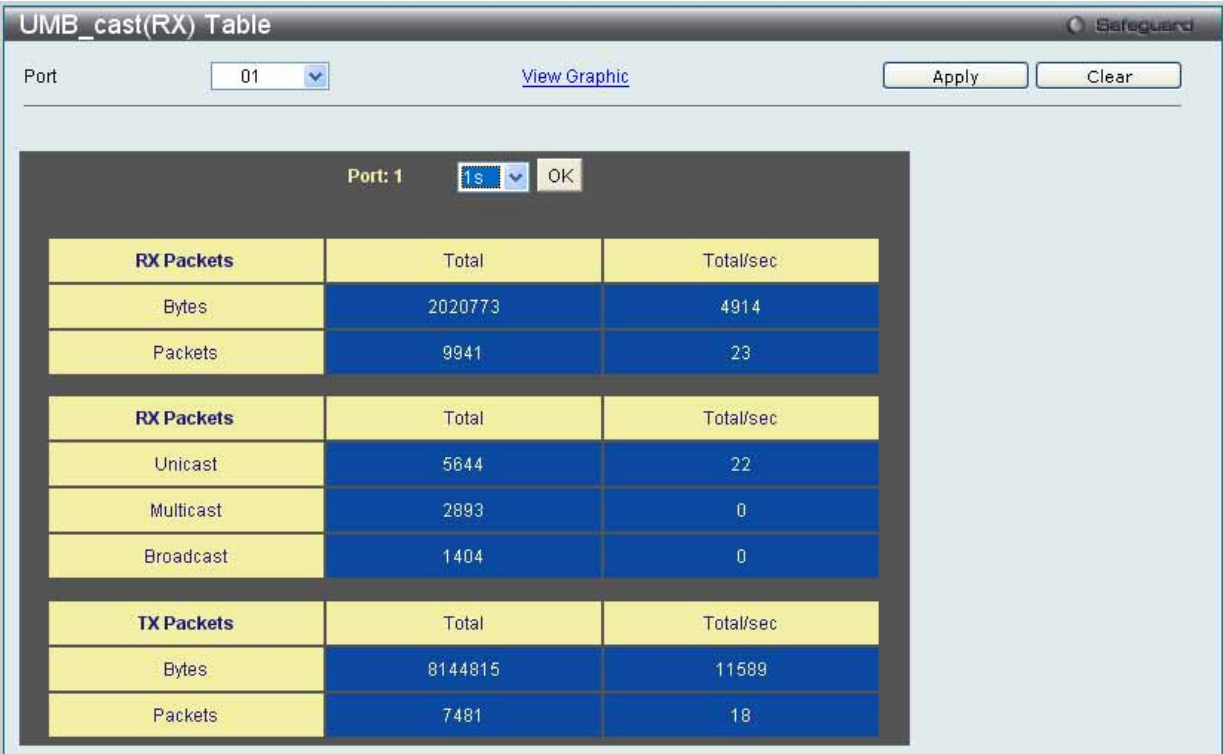 UMB_cast(RX) Table Safeguard
Port 01 View Graphic Apply Clear
Port: 1 1s OK
RX Packets Total Total/sec
Bytes 2020773 4914
Packets 9941 23
RX Packets Total Total/sec
Unicast 5644 22
Multicast 2893 0
Broadcast 1404 0
TX Packets Total Total/sec
Bytes 8144815 11589
Packets 7481 18